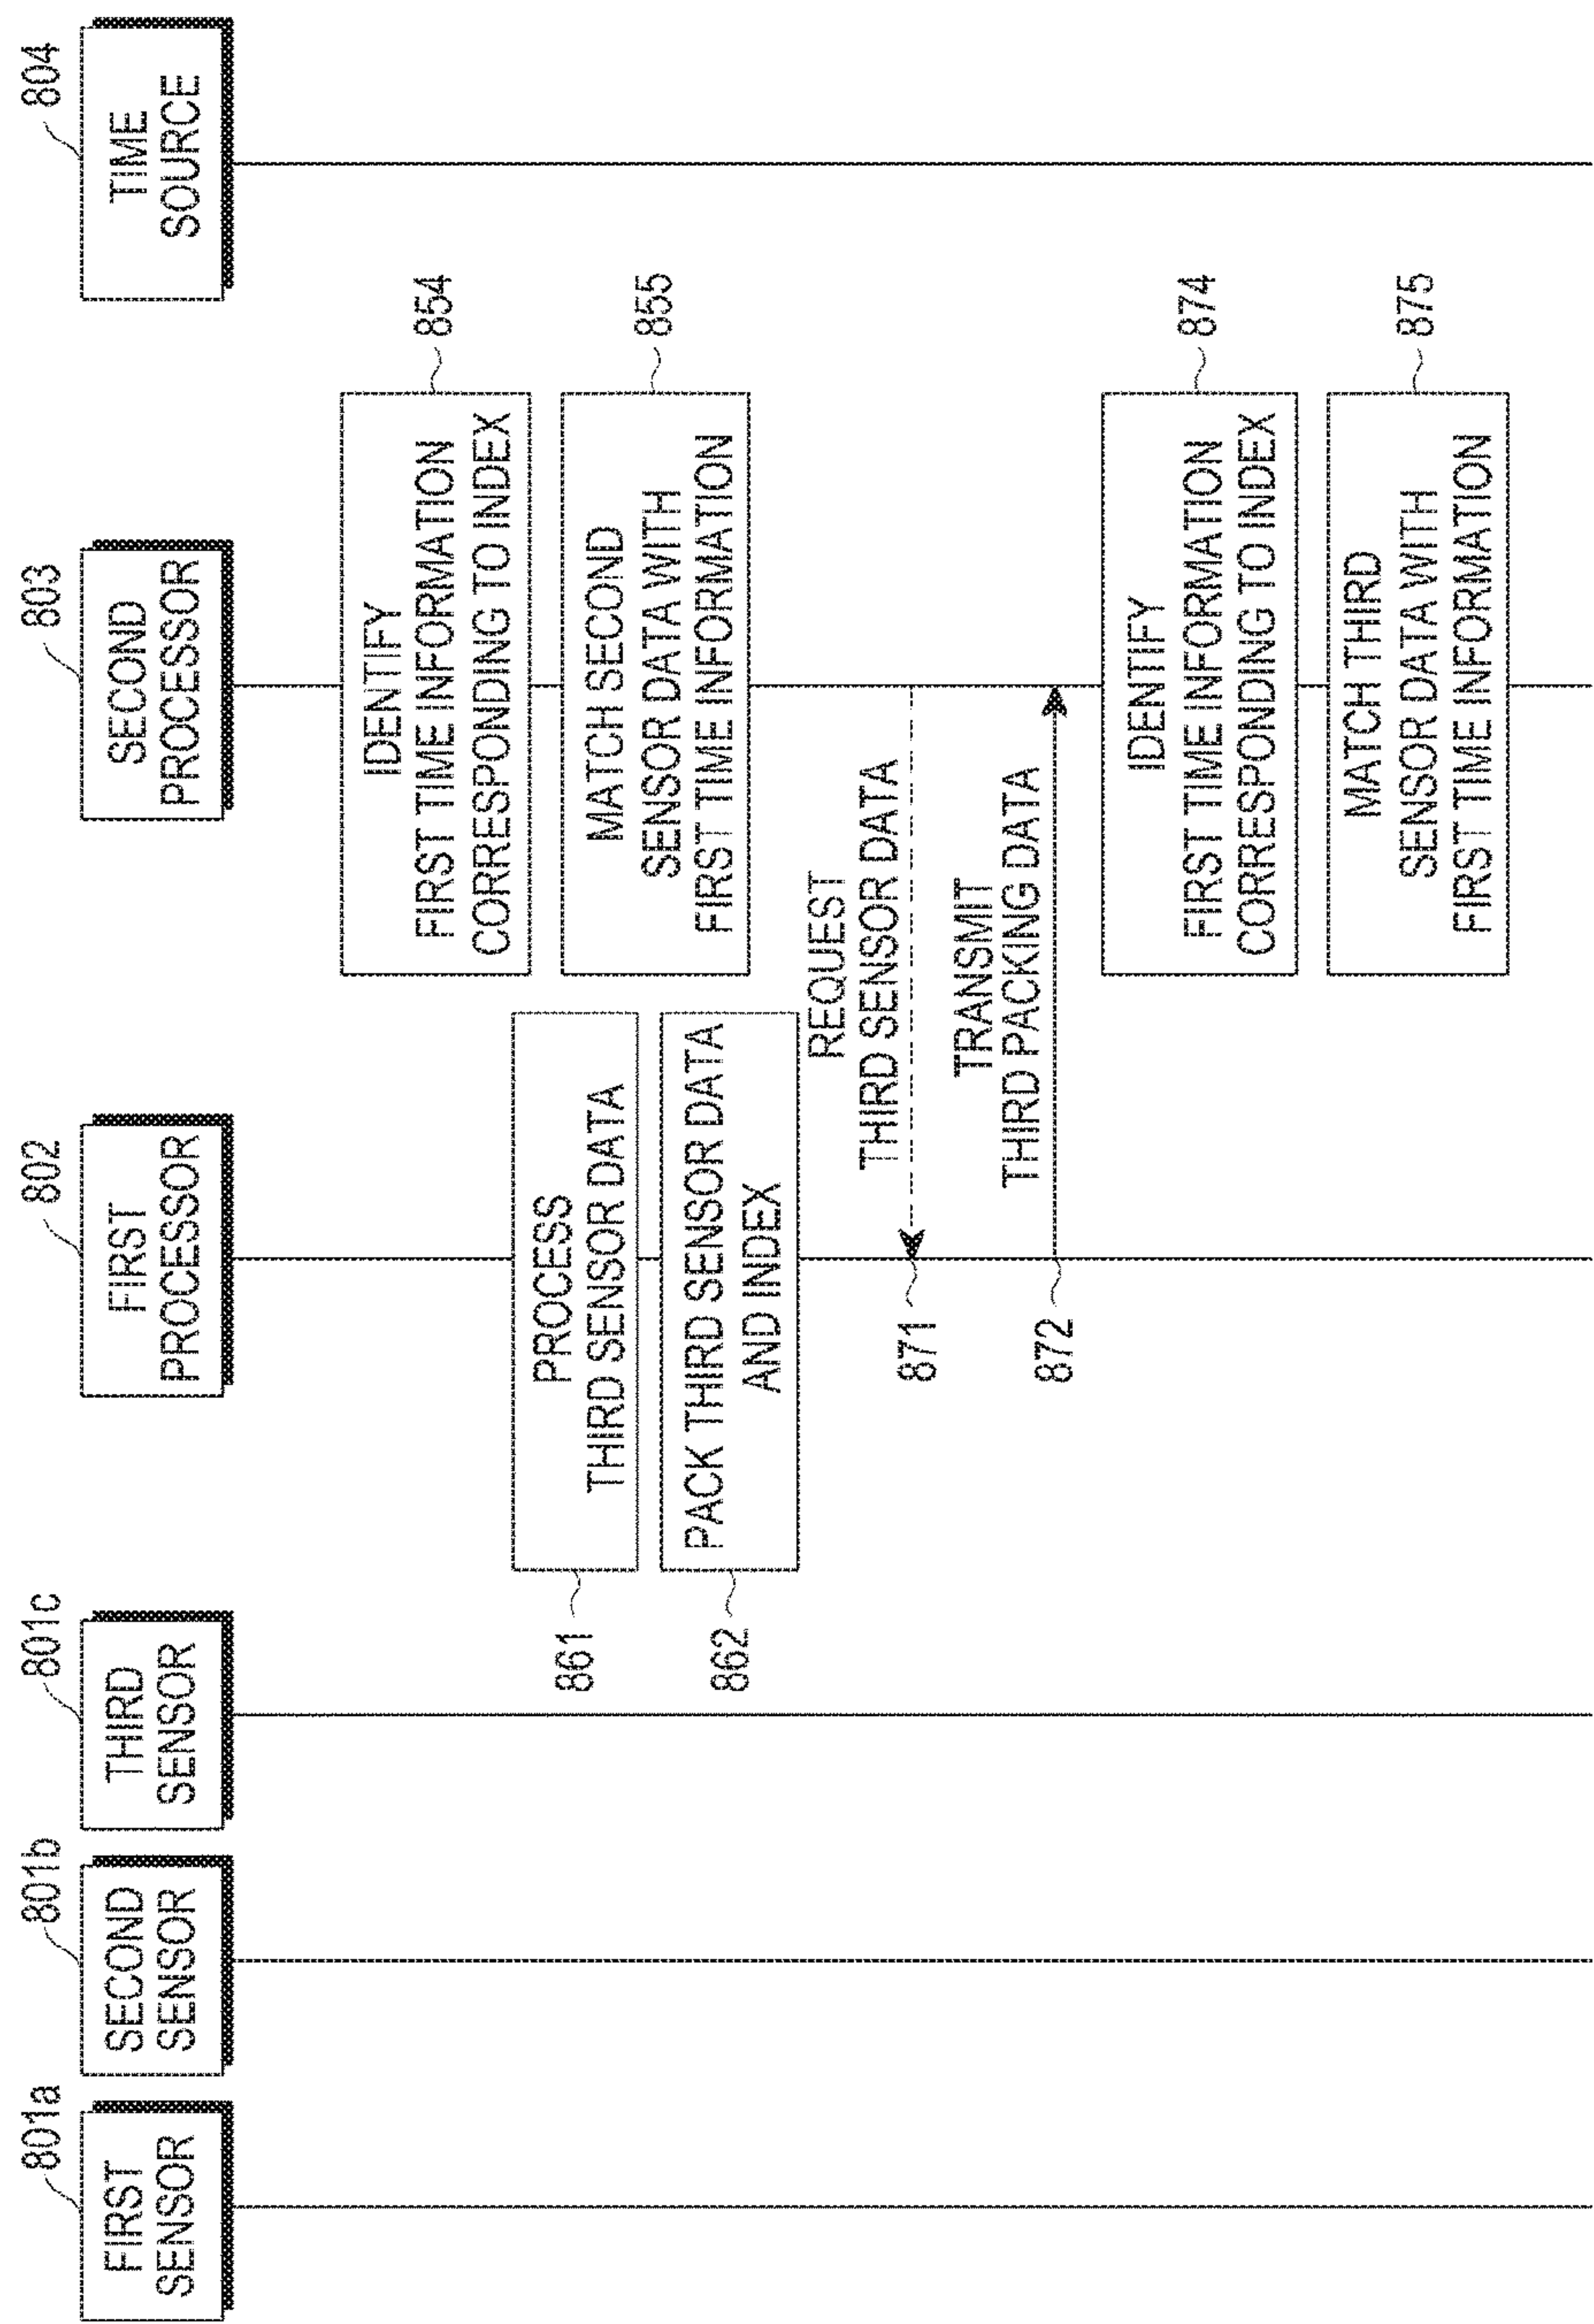 801a
FIRST
SENSOR
801b
SECOND
SENSOR
801c
THIRD
SENSOR
802
FIRST
PROCESSOR
803
SECOND
PROCESSOR
804
TIME
SOURCE
IDENTIFY
FIRST TIME INFORMATION
CORRESPONDING TO INDEX
854
861
PROCESS
THIRD SENSOR DATA
MATCH SECOND
SENSOR DATA WITH
FIRST TIME INFORMATION
855
862
PACK THIRD SENSOR DATA
AND INDEX
REQUEST
THIRD SENSOR DATA
871
TRANSMIT
THIRD PACKING DATA
872
IDENTIFY
FIRST TIME INFORMATION
CORRESPONDING TO INDEX
874
MATCH THIRD
SENSOR DATA WITH
FIRST TIME INFORMATION
875